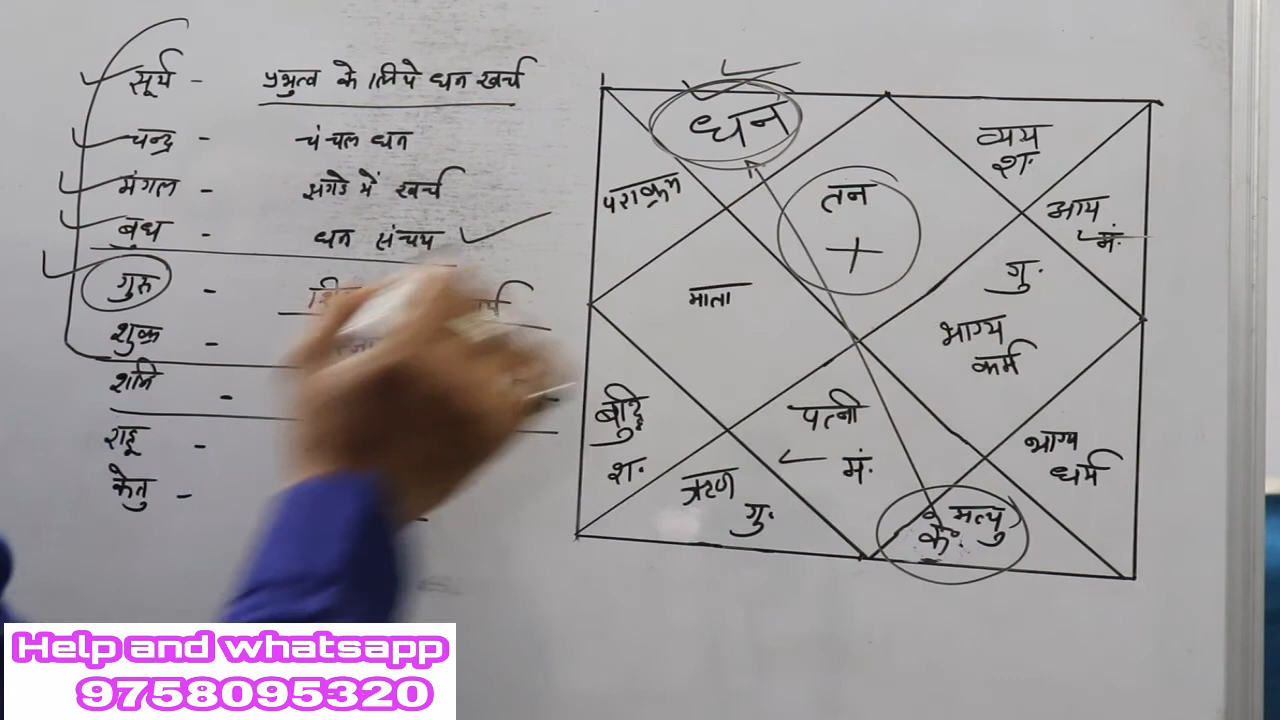 सूर्य - प्रभुत्व के लिये धन खर्च
चन्द्र - चंचल धन
मंगल - झगडे में खर्च
बुध - धन संचय
गुरु -
शुक्र -
शनि -
राहू -
केतु -
धन
व्यय
श.
पराक्रम
तन
आय
मं.
माता
गु.
भाग्य
कर्म
बुद्धि
श.
पत्नी
मं.
भाग्य
धर्म
ऋण
गु.
मृत्यु
के.
Help and whatsapp
9758095320